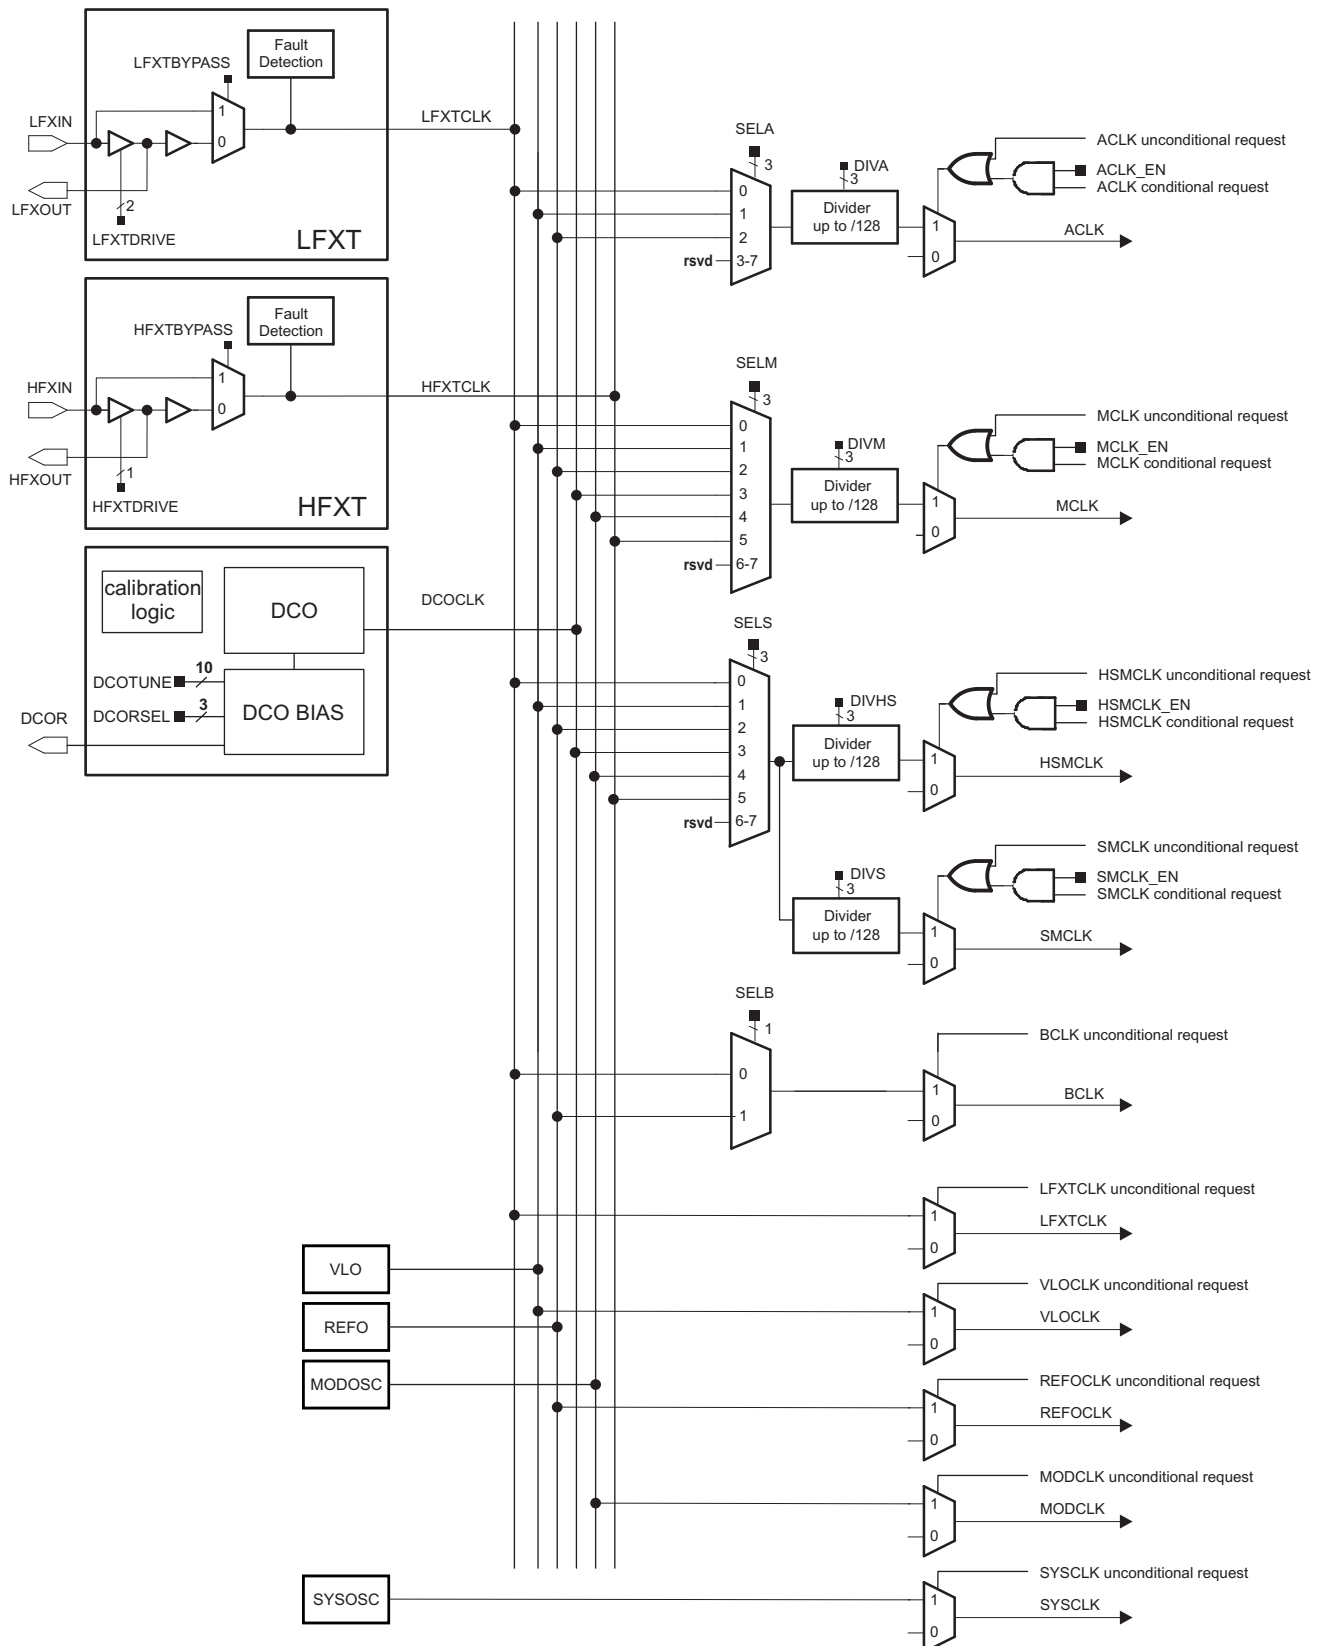 Fault
Detection
LFXTBYPASS
1
0
LFXIN
LFXOUT
2
LFXTDRIVE
LFXT
LFXTCLK
SELA
3
0
1
2
rsvd
3-7
DIVA
3
Divider
up to /128
ACLK unconditional request
ACLK_EN
ACLK conditional request
1
0
ACLK
Fault
Detection
HFXTBYPASS
1
0
HFXIN
HFXOUT
1
HFXTDRIVE
HFXT
HFXTCLK
SELM
3
0
1
2
3
4
5
rsvd
6-7
DIVM
3
Divider
up to /128
MCLK unconditional request
MCLK_EN
MCLK conditional request
1
0
MCLK
calibration
logic
DCO
DCOCLK
DCOTUNE
10
DCORSEL
3
DCO BIAS
DCOR
SELS
3
0
1
2
3
4
5
rsvd
6-7
DIVHS
3
Divider
up to /128
HSMCLK unconditional request
HSMCLK_EN
HSMCLK conditional request
1
0
HSMCLK
DIVS
3
Divider
up to /128
SMCLK unconditional request
SMCLK_EN
SMCLK conditional request
1
0
SMCLK
SELB
1
0
1
BCLK unconditional request
1
0
BCLK
LFXTCLK unconditional request
1
0
LFXTCLK
VLO
VLOCLK unconditional request
1
0
VLOCLK
REFO
MODOSC
REFOCLK unconditional request
1
0
REFOCLK
MODCLK unconditional request
1
0
MODCLK
SYSOSC
SYSCLK unconditional request
1
0
SYSCLK